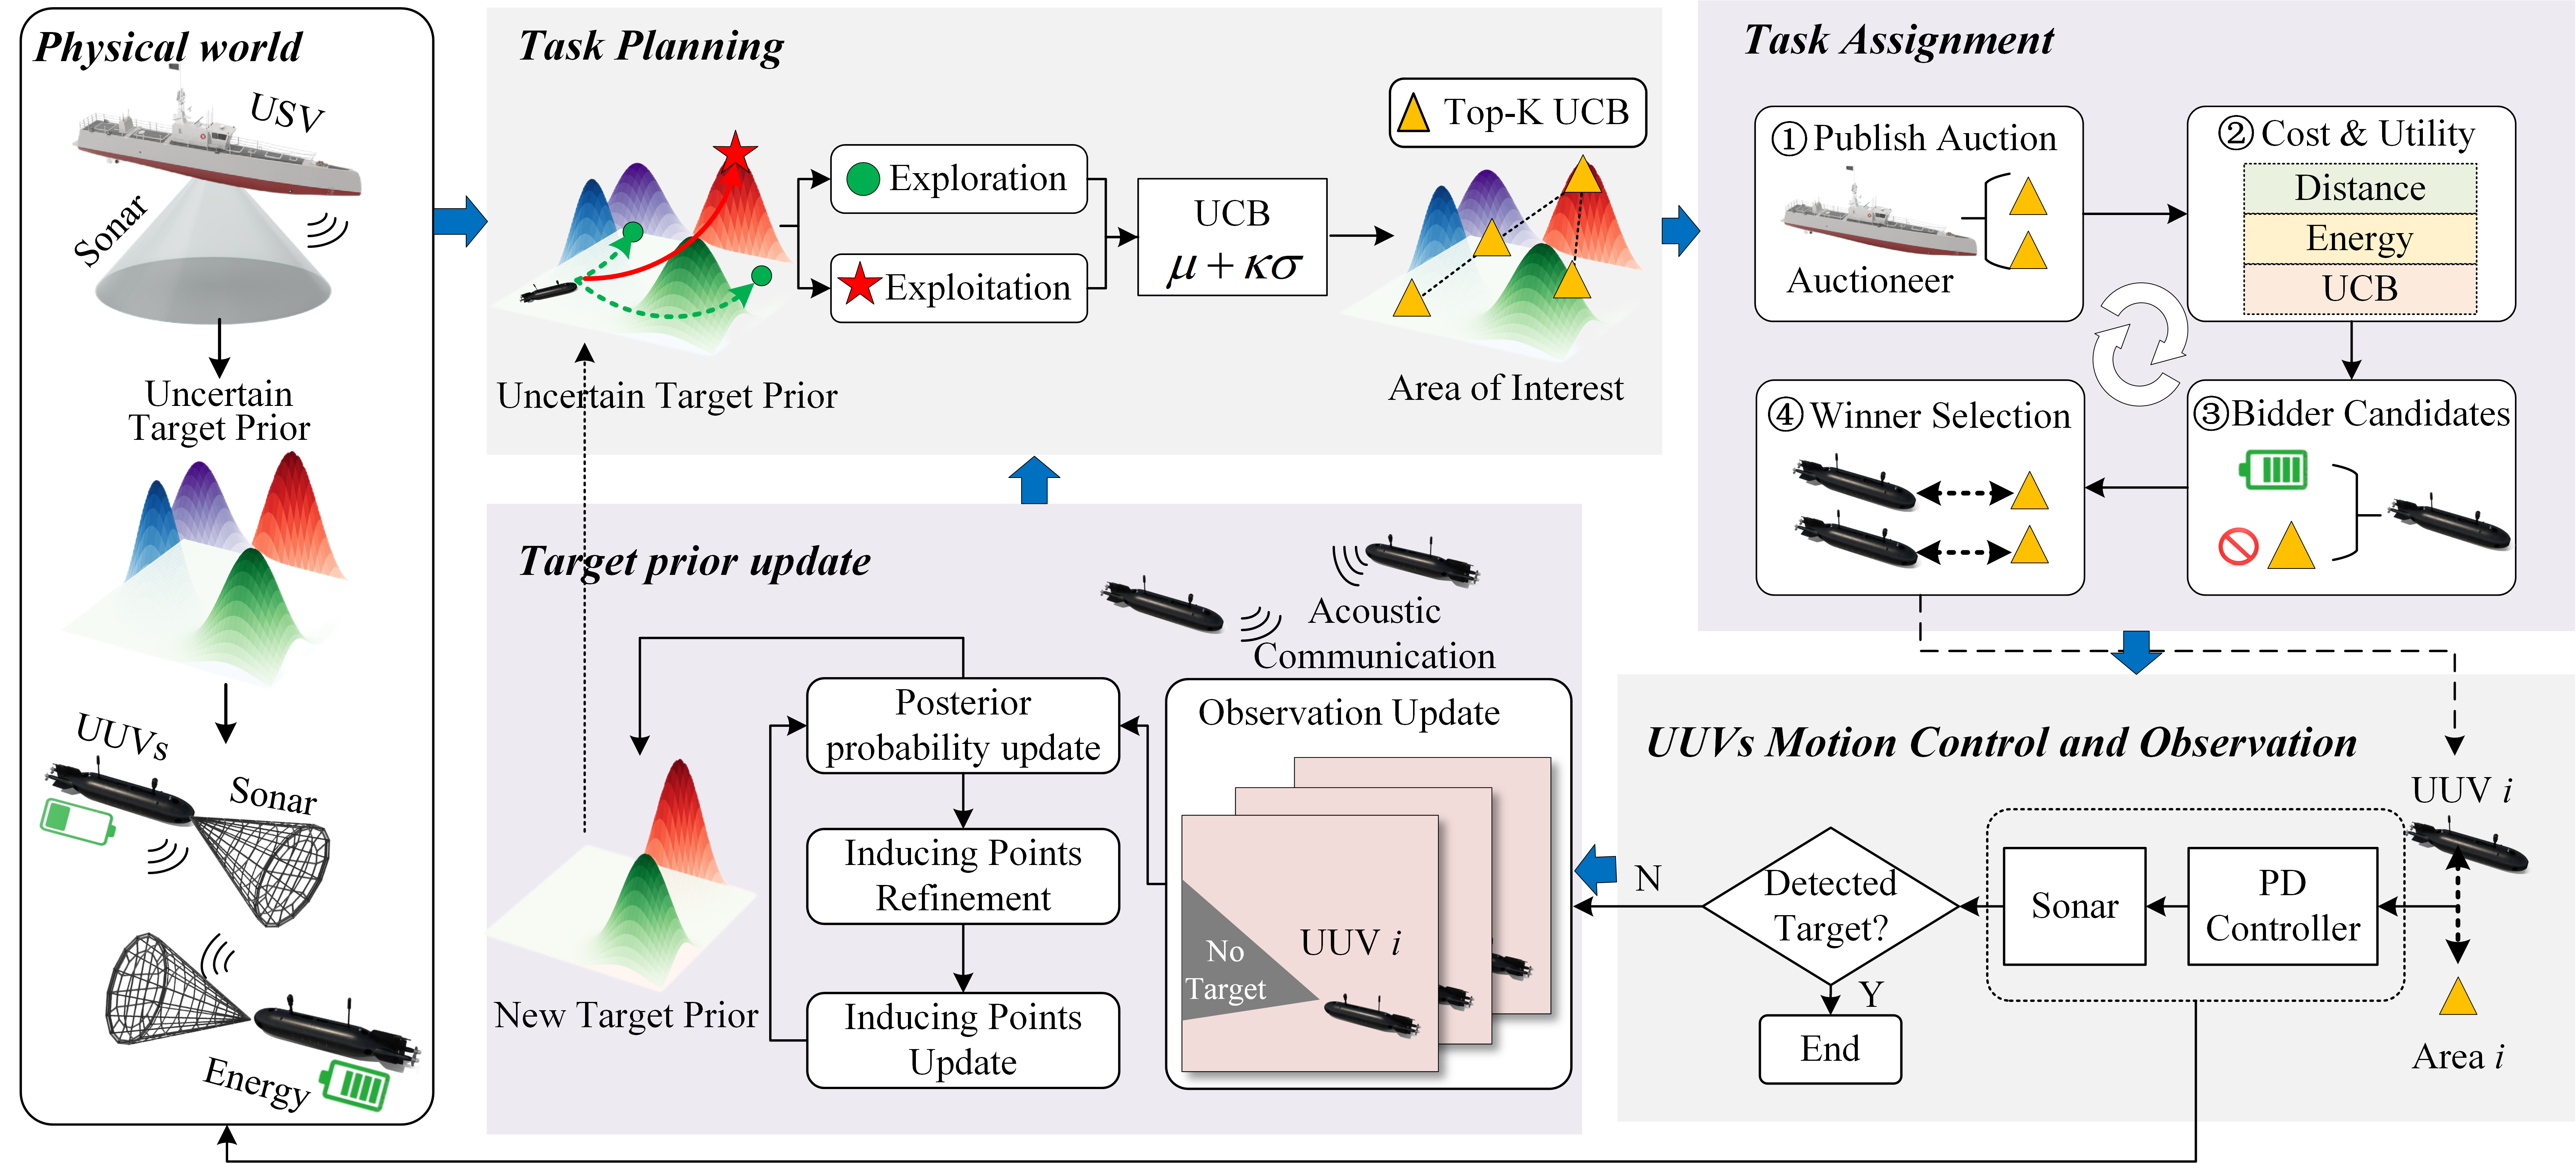 Physical world
USV
Sonar
Uncertain
Target Prior
UUVs
Sonar
Energy
Task Planning
Uncertain Target Prior
Exploration
Exploitation
UCB
μ + κσ
Top-K UCB
Area of Interest
Task Assignment
① Publish Auction
Auctioneer
② Cost & Utility
Distance
Energy
UCB
③ Bidder Candidates
④ Winner Selection
Target prior update
Acoustic
Communication
New Target Prior
Posterior
probability update
Inducing Points
Refinement
Inducing Points
Update
Observation Update
No
Target
UUV i
UUVs Motion Control and Observation
UUV i
PD
Controller
Sonar
Detected
Target?
N
Y
End
Area i